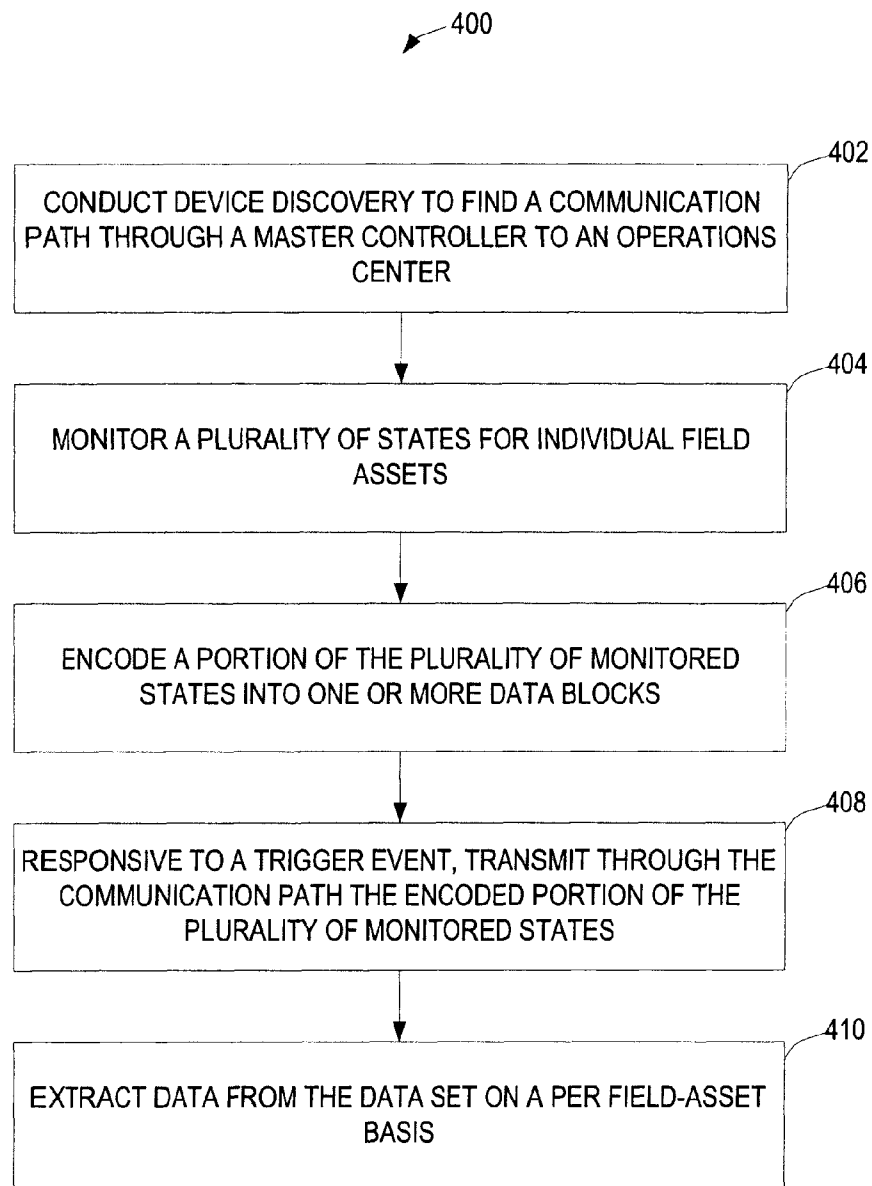 400
402
CONDUCT DEVICE DISCOVERY TO FIND A COMMUNICATION
PATH THROUGH A MASTER CONTROLLER TO AN OPERATIONS
CENTER
404
MONITOR A PLURALITY OF STATES FOR INDIVIDUAL FIELD
ASSETS
406
ENCODE A PORTION OF THE PLURALITY OF MONITORED
STATES INTO ONE OR MORE DATA BLOCKS
408
RESPONSIVE TO A TRIGGER EVENT, TRANSMIT THROUGH THE
COMMUNICATION PATH THE ENCODED PORTION OF THE
PLURALITY OF MONITORED STATES
410
EXTRACT DATA FROM THE DATA SET ON A PER FIELD-ASSET
BASIS